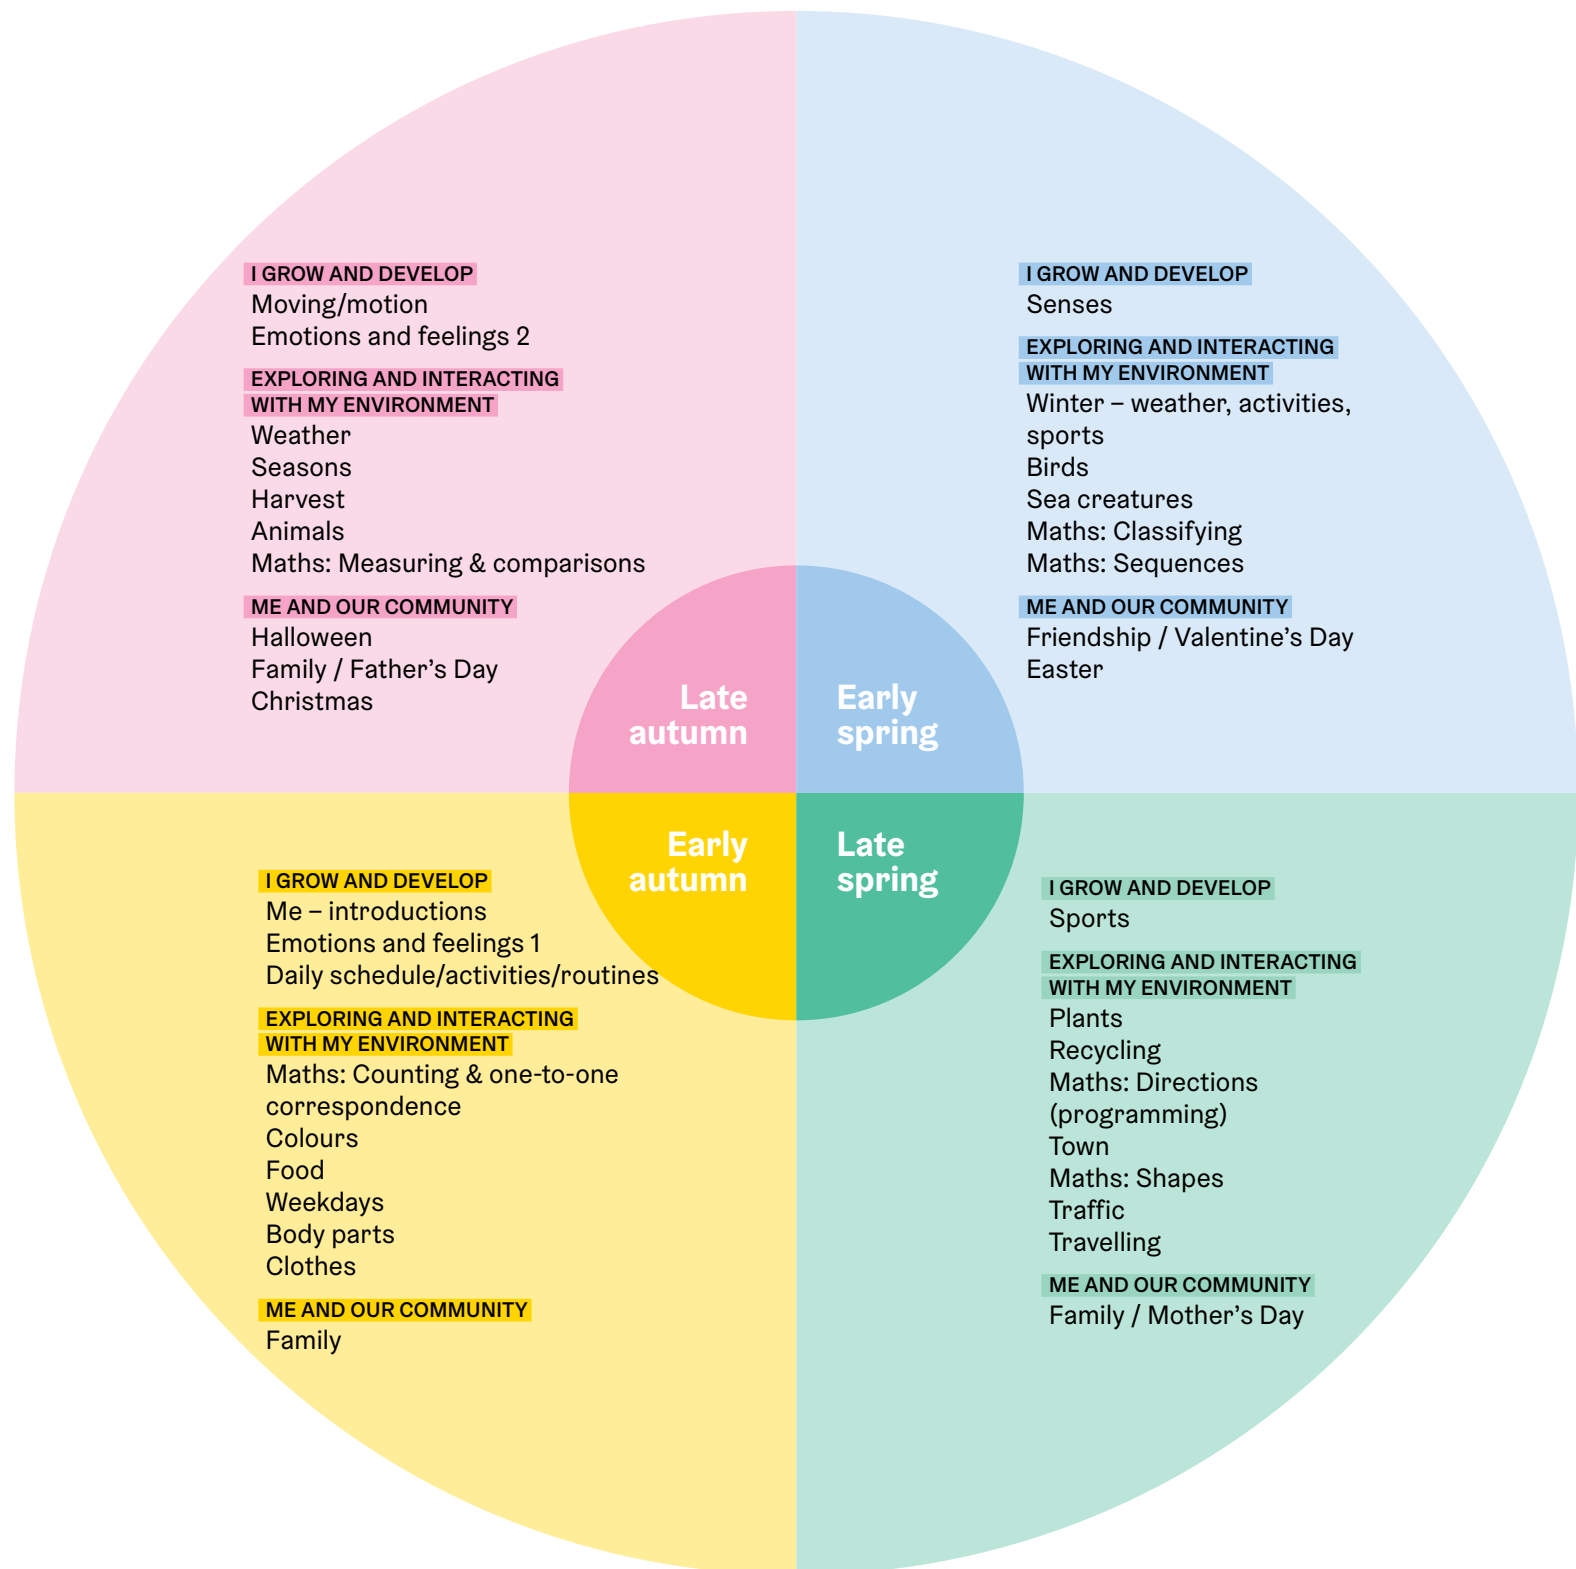 I GROW AND DEVELOP
Moving/motion
Emotions and feelings 2
EXPLORING AND INTERACTING
WITH MY ENVIRONMENT
Weather
Seasons
Harvest
Animals
Maths: Measuring & comparisons
ME AND OUR COMMUNITY
Halloween
Family / Father’s Day
Christmas
Late
autumn
I GROW AND DEVELOP
Senses
EXPLORING AND INTERACTING
WITH MY ENVIRONMENT
Winter – weather, activities,
sports
Birds
Sea creatures
Maths: Classifying
Maths: Sequences
ME AND OUR COMMUNITY
Friendship / Valentine’s Day
Easter
Early
spring
Early
autumn
I GROW AND DEVELOP
Me – introductions
Emotions and feelings 1
Daily schedule/activities/routines
EXPLORING AND INTERACTING
WITH MY ENVIRONMENT
Maths: Counting & one-to-one
correspondence
Colours
Food
Weekdays
Body parts
Clothes
ME AND OUR COMMUNITY
Family
Late
spring
I GROW AND DEVELOP
Sports
EXPLORING AND INTERACTING
WITH MY ENVIRONMENT
Plants
Recycling
Maths: Directions
(programming)
Town
Maths: Shapes
Traffic
Travelling
ME AND OUR COMMUNITY
Family / Mother’s Day